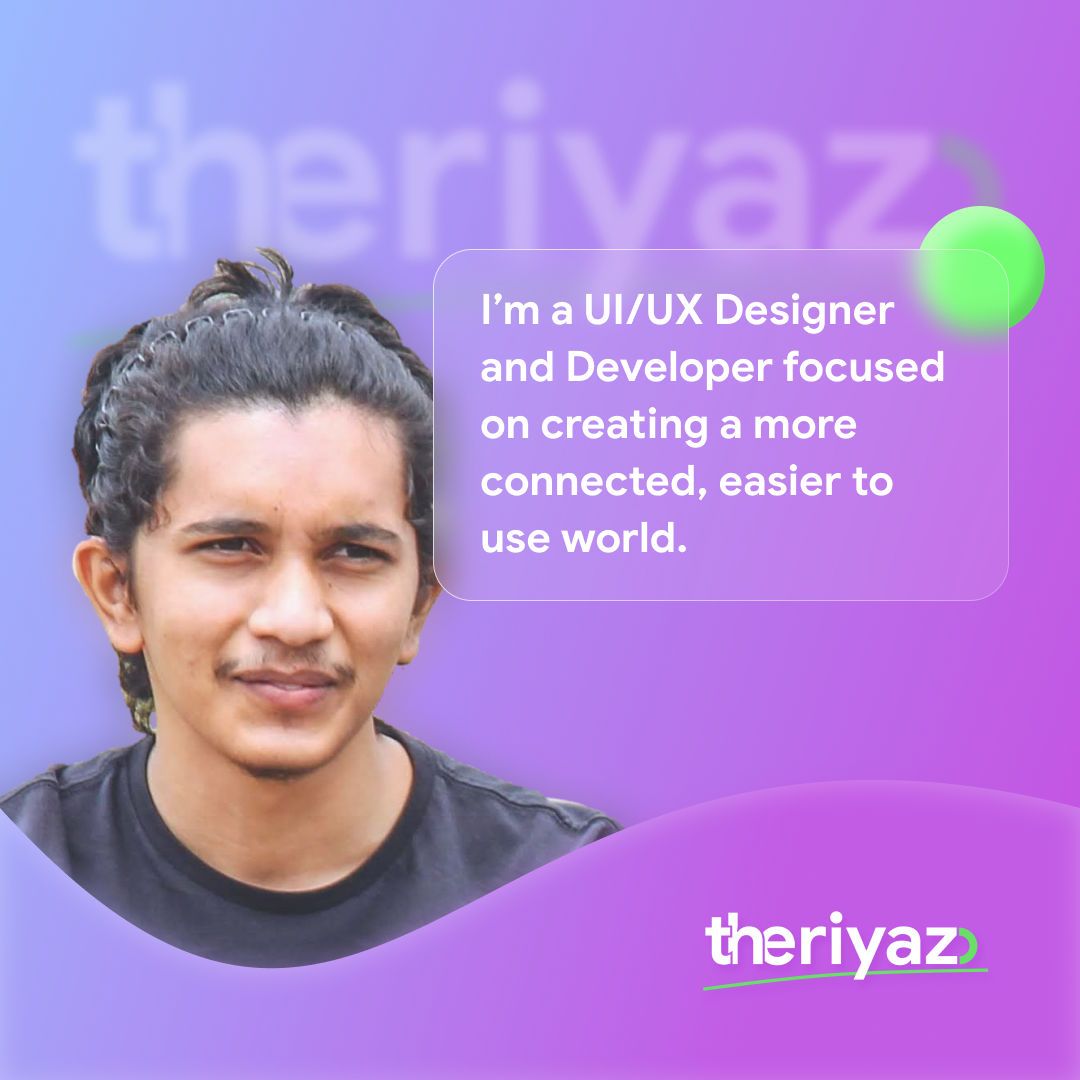 theriyaz
I’m a UI/UX Designer
and Developer focused
on creating a more
connected, easier to
use world.
theriyaz